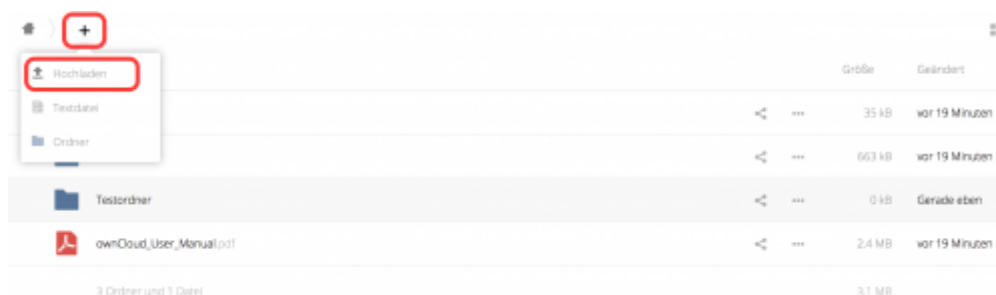 +
Hochladen
Größe Geändert
Textdatei
35 kB vor 19 Minuten
Ordner
663 kB vor 19 Minuten
Testordner 0 kB Gerade eben
ownCloud_User_Manual.pdf 2.4 MB vor 19 Minuten
3 Ordner und 1 Datei 3.1 MB